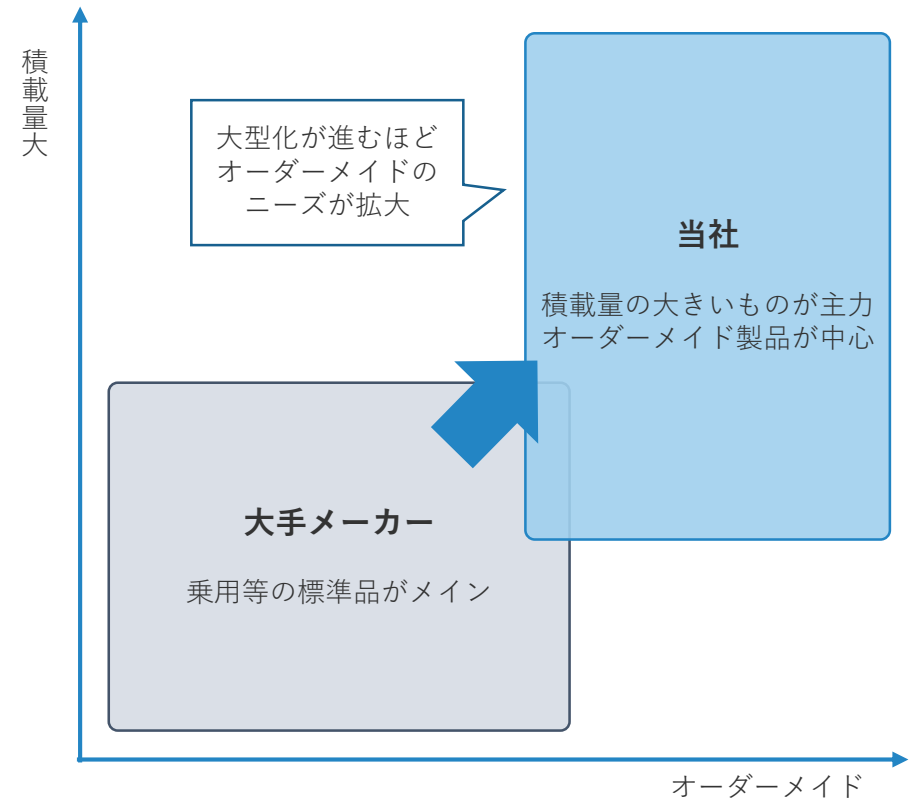 積載量大
大型化が進むほど
オーダーメイドの
ニーズが拡大
当社
積載量の大きいものが主力
オーダーメイド製品が中心
大手メーカー
乗用等の標準品がメイン
オーダーメイド